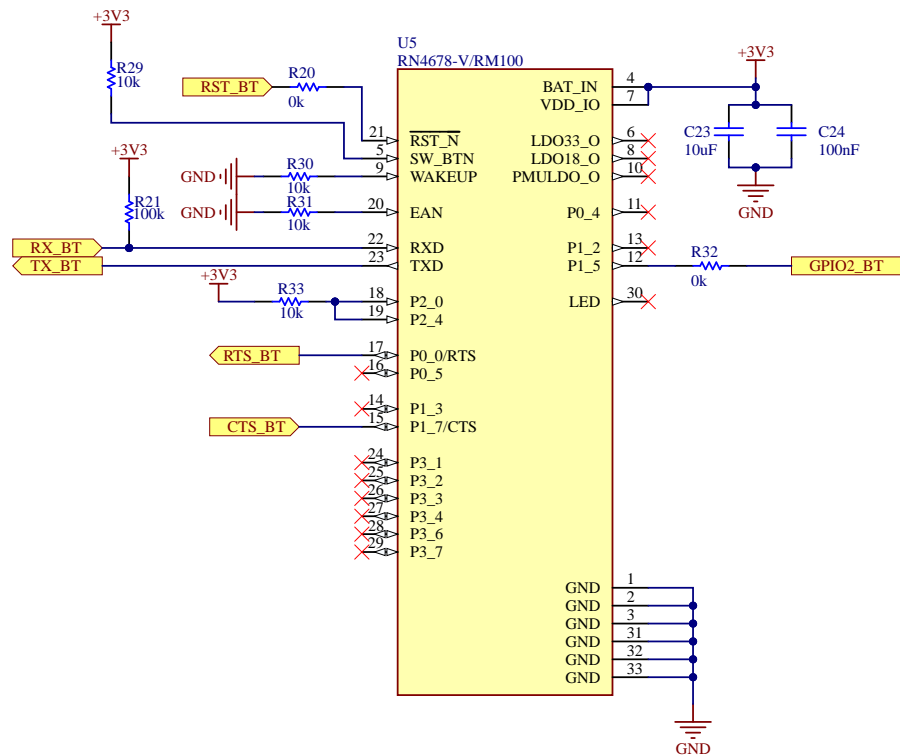 +3V3
R29
10k
RST_BT
R20
0k
U5
RN4678-V/RM100
+3V3
21
RST_N
5
SW_BTN
9
WAKEUP
20
EAN
22
RXD
23
TXD
18
P2_0
19
P2_4
17
P0_0/RTS
16
P0_5
14
P1_3
15
P1_7/CTS
24
P3_1
25
P3_2
26
P3_3
27
P3_4
28
P3_6
29
P3_7
+3V3
R21
100k
GND
R30
10k
GND
R31
10k
RX_BT
TX_BT
+3V3
R33
10k
RTS_BT
CTS_BT
BAT_IN
4
VDD_IO
7
LDO33_O
6
LDO18_O
8
PMULDO_O
10
P0_4
11
P1_2
13
P1_5
12
LED
30
C23
10uF
C24
100nF
GND
R32
0k
GPIO2_BT
GND
1
GND
2
GND
3
GND
31
GND
32
GND
33
GND